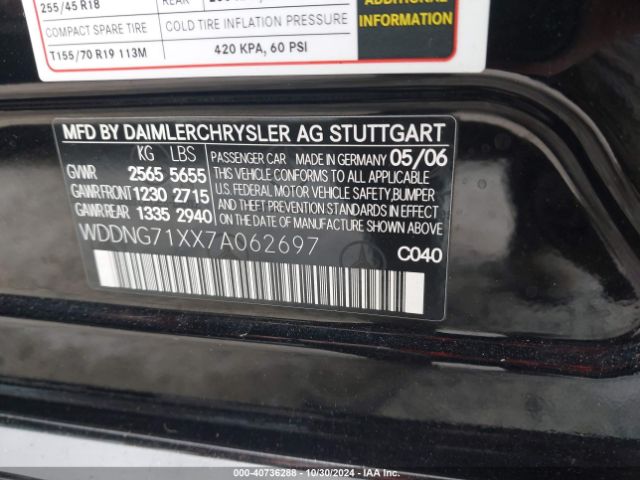 255/45 R18
REAR
ADDITIONAL
INFORMATION
COMPACT SPARE TIRE
COLD TIRE INFLATION PRESSURE
T155/70 R19 113M
420 KPA, 60 PSI
MFD BY DAIMLERCHRYSLER AG STUTTGART
KG LBS
GVWR 2565 5655
GAWR FRONT 1230 2715
GAWR REAR 1335 2940
PASSENGER CAR MADE IN GERMANY 05/06
THIS VEHICLE CONFORMS TO ALL APPLICABLE
U.S. FEDERAL MOTOR VEHICLE SAFETY, BUMPER
AND THEFT PREVENTION STANDARDS IN EFFECT
ON THE DATE OF MANUFACTURE SHOWN ABOVE.
WDDNG71XX7A062697
C040
000-40736288 - 10/30/2024 - IAA Inc.